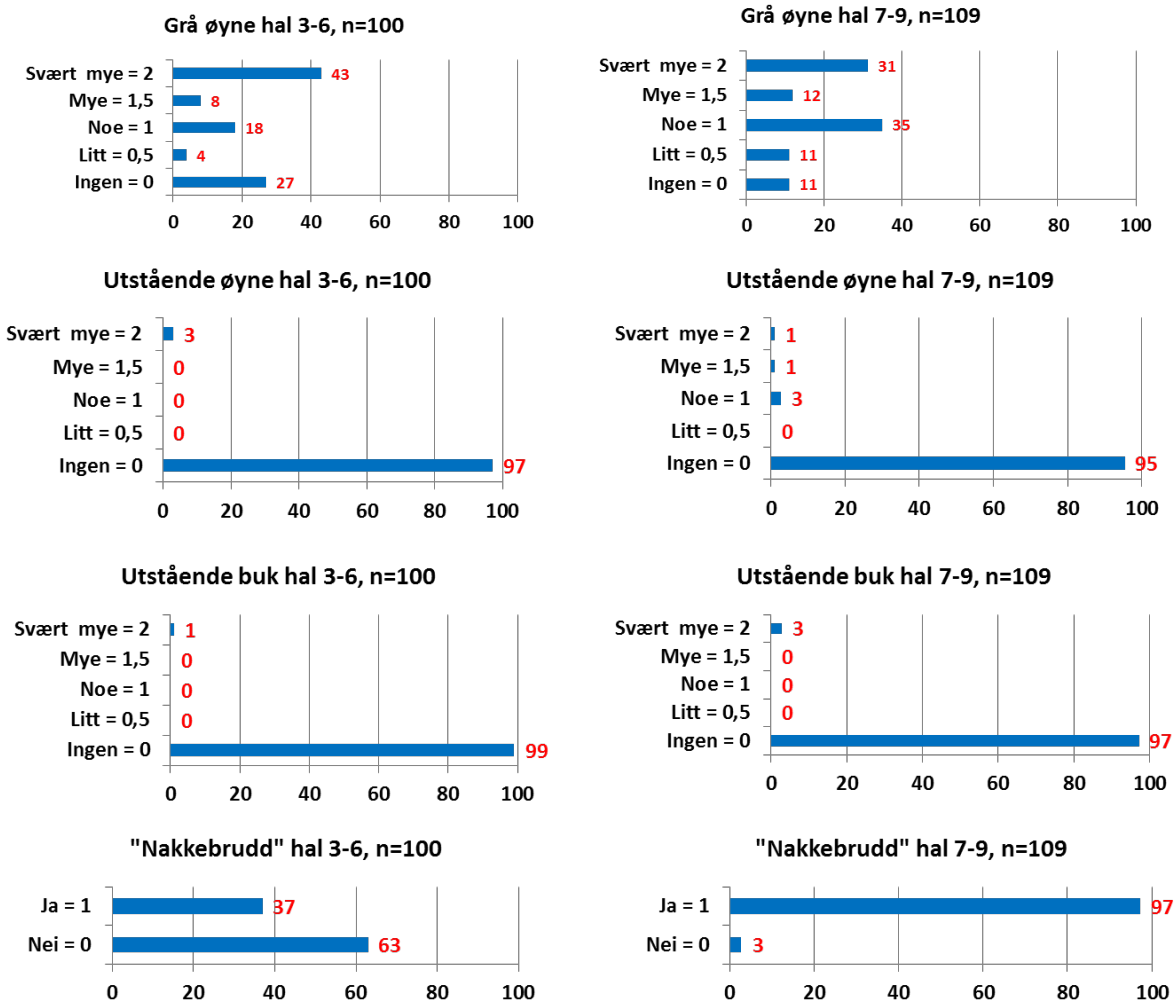 Grå øyne hal 3-6, n=100
Svært mye = 2
43
Mye = 1,5
8
Noe = 1
18
Litt = 0,5
4
Ingen = 0
27
0 20 40 60 80 100
Grå øyne hal 7-9, n=109
Svært mye = 2
31
Mye = 1,5
12
Noe = 1
35
Litt = 0,5
11
Ingen = 0
11
0 20 40 60 80 100
Utstående øyne hal 3-6, n=100
Svært mye = 2
3
Mye = 1,5
0
Noe = 1
0
Litt = 0,5
0
Ingen = 0
97
0 20 40 60 80 100
Utstående øyne hal 7-9, n=109
Svært mye = 2
1
Mye = 1,5
1
Noe = 1
3
Litt = 0,5
0
Ingen = 0
95
0 20 40 60 80 100
Utstående buk hal 3-6, n=100
Svært mye = 2
1
Mye = 1,5
0
Noe = 1
0
Litt = 0,5
0
Ingen = 0
99
0 20 40 60 80 100
Utstående buk hal 7-9, n=109
Svært mye = 2
3
Mye = 1,5
0
Noe = 1
0
Litt = 0,5
0
Ingen = 0
97
0 20 40 60 80 100
"Nakkebrudd" hal 3-6, n=100
Ja = 1
37
Nei = 0
63
0 20 40 60 80 100
"Nakkebrudd" hal 7-9, n=109
Ja = 1
97
Nei = 0
3
0 20 40 60 80 100